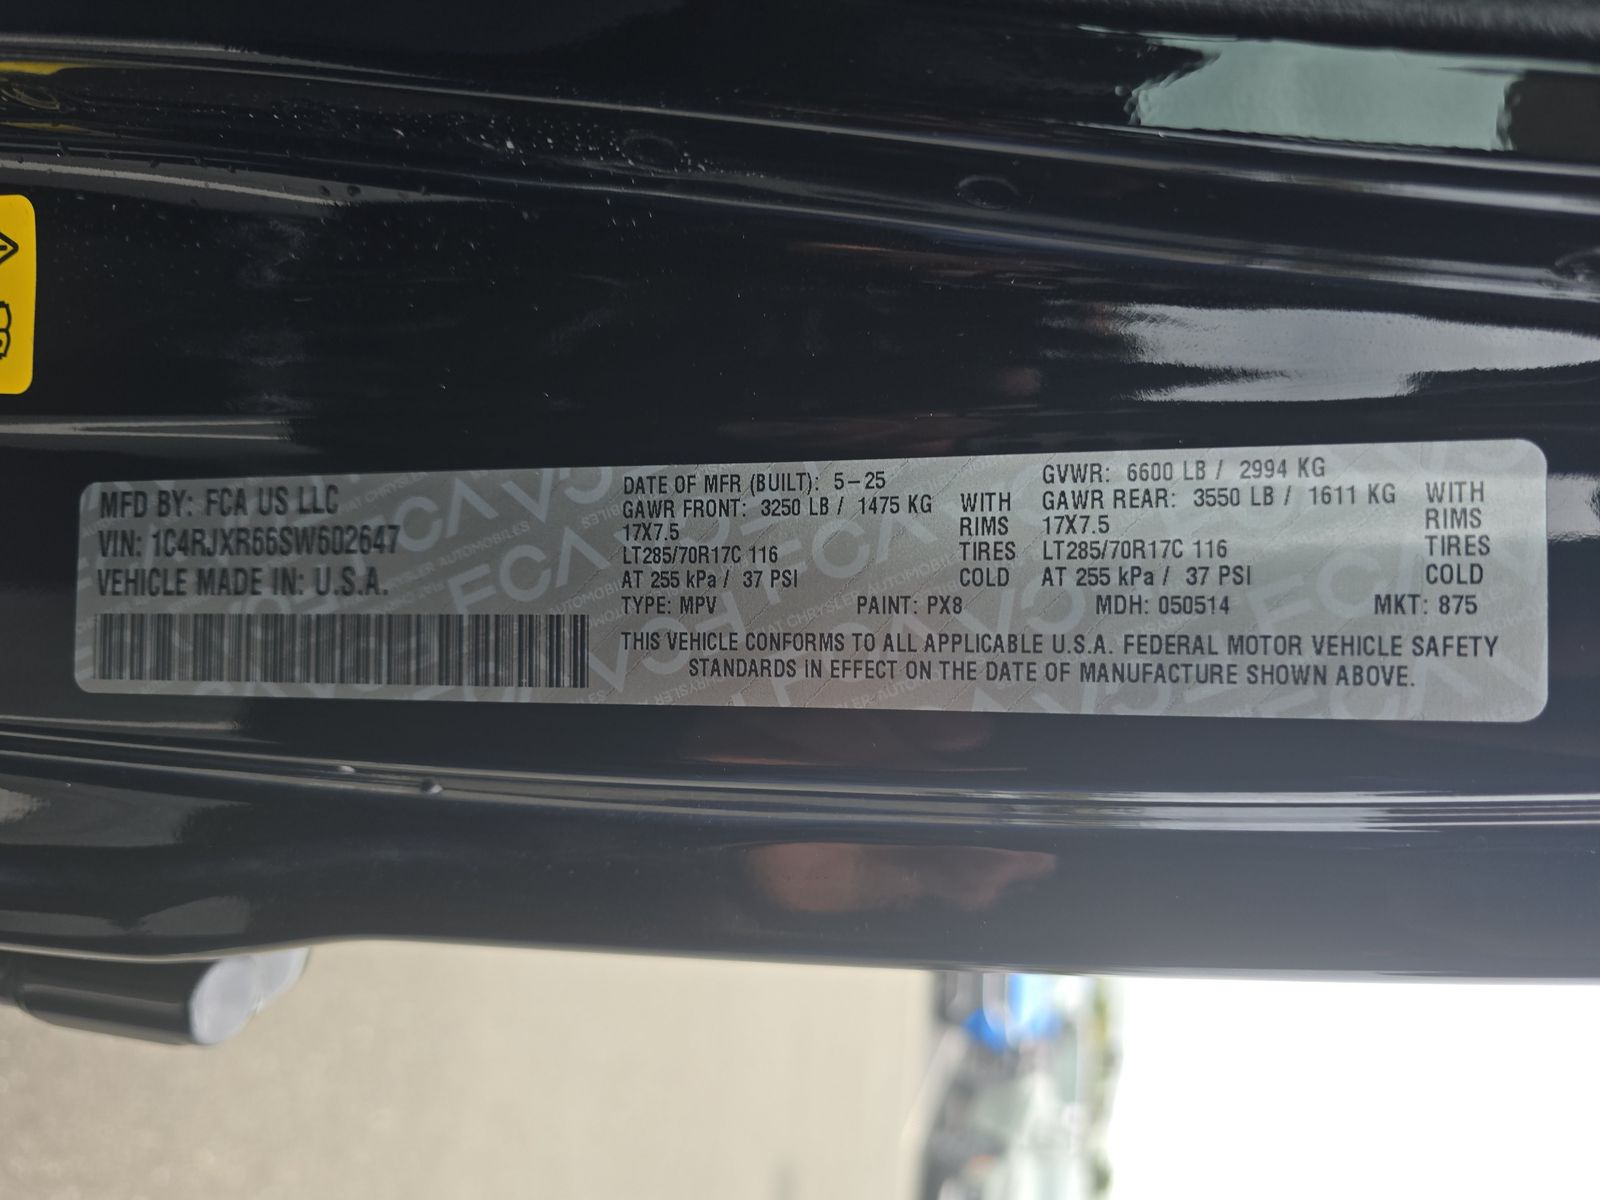 MFD BY: FCA US LLC
VIN: 1C4RJXR66SW602647
VEHICLE MADE IN: U.S.A.
DATE OF MFR (BUILT): 5-25
GAWR FRONT: 3250 LB / 1475 KG WITH
17X7.5 RIMS
LT285/70R17C 116 TIRES
AT 255 kPa / 37 PSI COLD
GVWR: 6600 LB / 2994 KG
GAWR REAR: 3550 LB / 1611 KG WITH
17X7.5 RIMS
LT285/70R17C 116 TIRES
AT 255 kPa / 37 PSI COLD
TYPE: MPV PAINT: PX8 MDH: 050514 MKT: 875
THIS VEHICLE CONFORMS TO ALL APPLICABLE U.S.A. FEDERAL MOTOR VEHICLE SAFETY
STANDARDS IN EFFECT ON THE DATE OF MANUFACTURE SHOWN ABOVE.